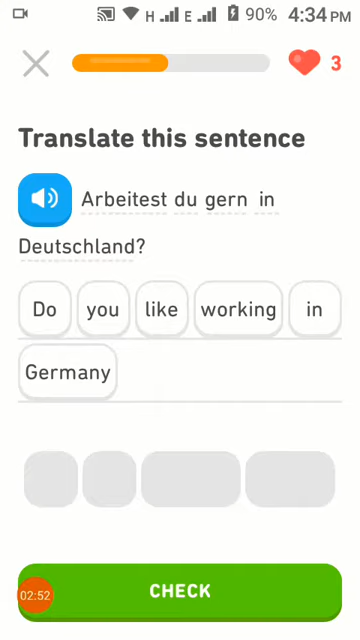 H E 90% 4:34 PM
3
Translate this sentence
Arbeitest du gern in
Deutschland?
Do you like working in
Germany
CHECK
02:52